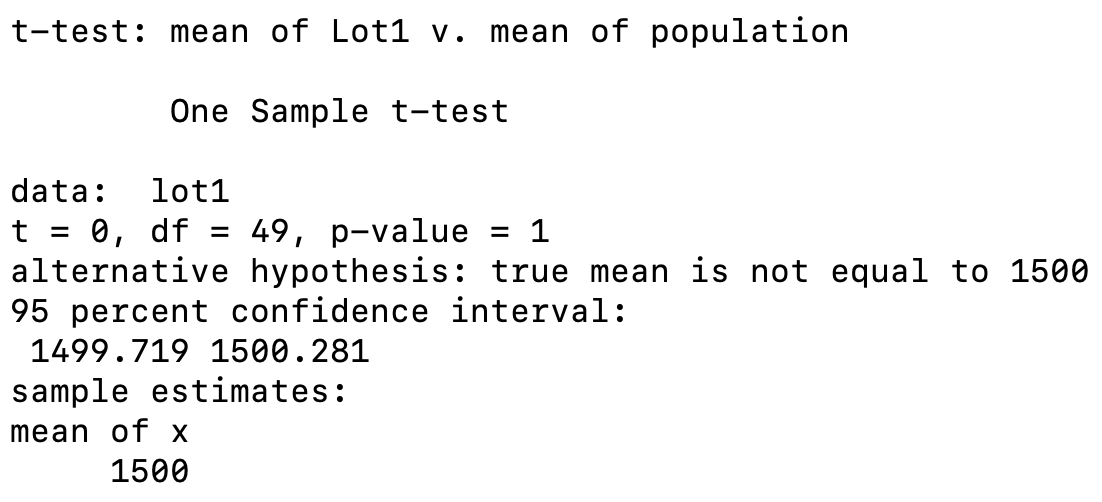 t-test: mean of Lot1 v. mean of population
One Sample t-test
data:  lot1
t = 0, df = 49, p-value = 1
alternative hypothesis: true mean is not equal to 1500
95 percent confidence interval:
1499.719 1500.281
sample estimates:
mean of x
1500